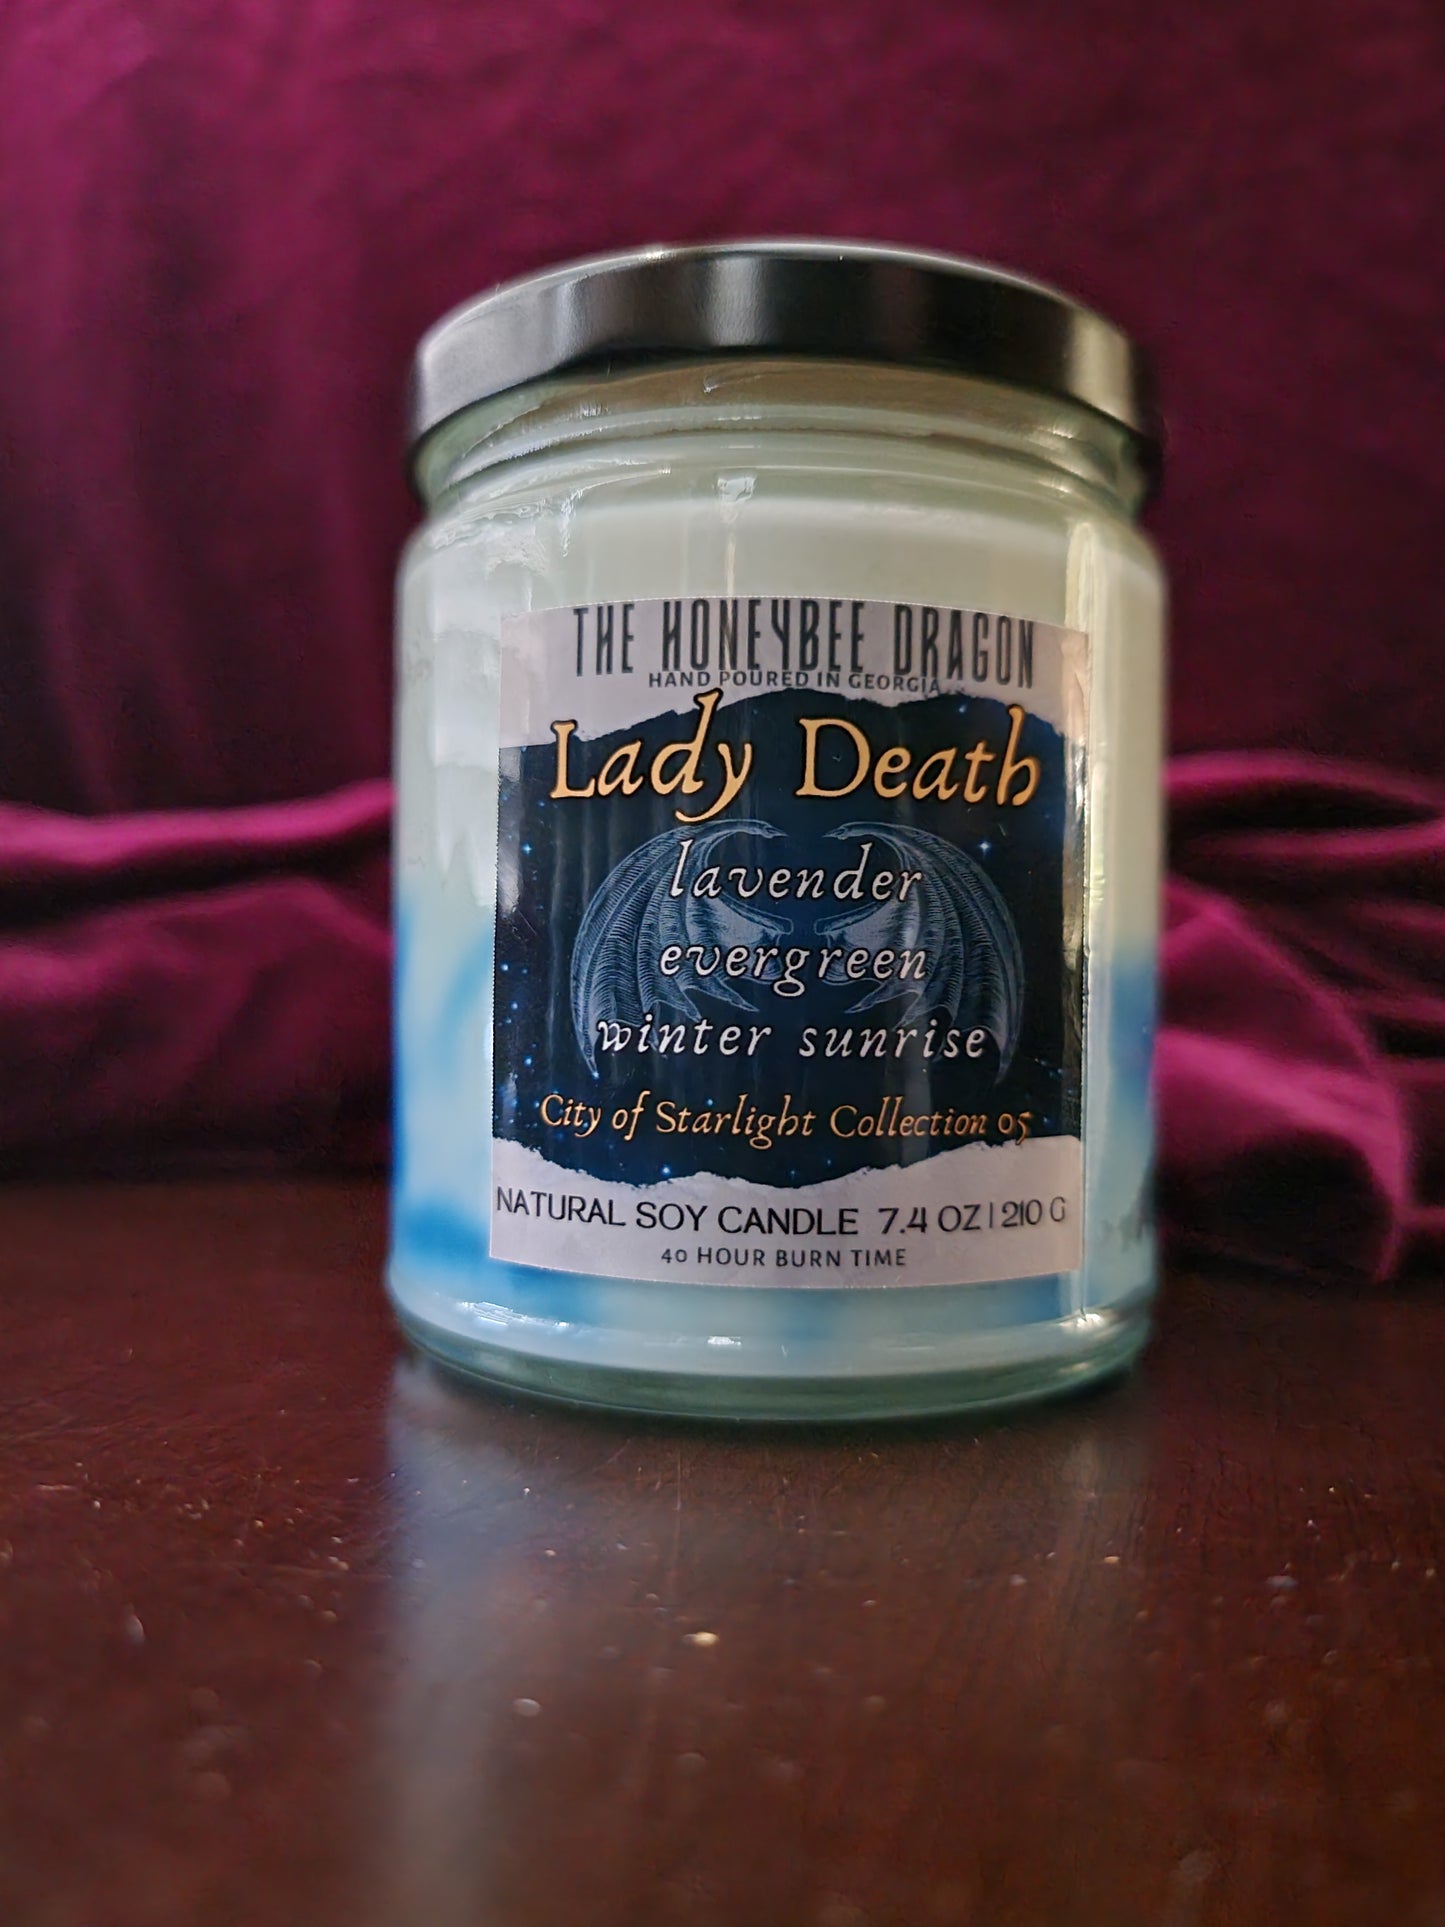 THE HONEYBEE DRAGON
HAND POURED IN GEORGIA
Lady Death
lavender
evergreen
winter sunrise
City of Starlight Collection 05
NATURAL SOY CANDLE 7.4 OZ | 210 G
40 HOUR BURN TIME